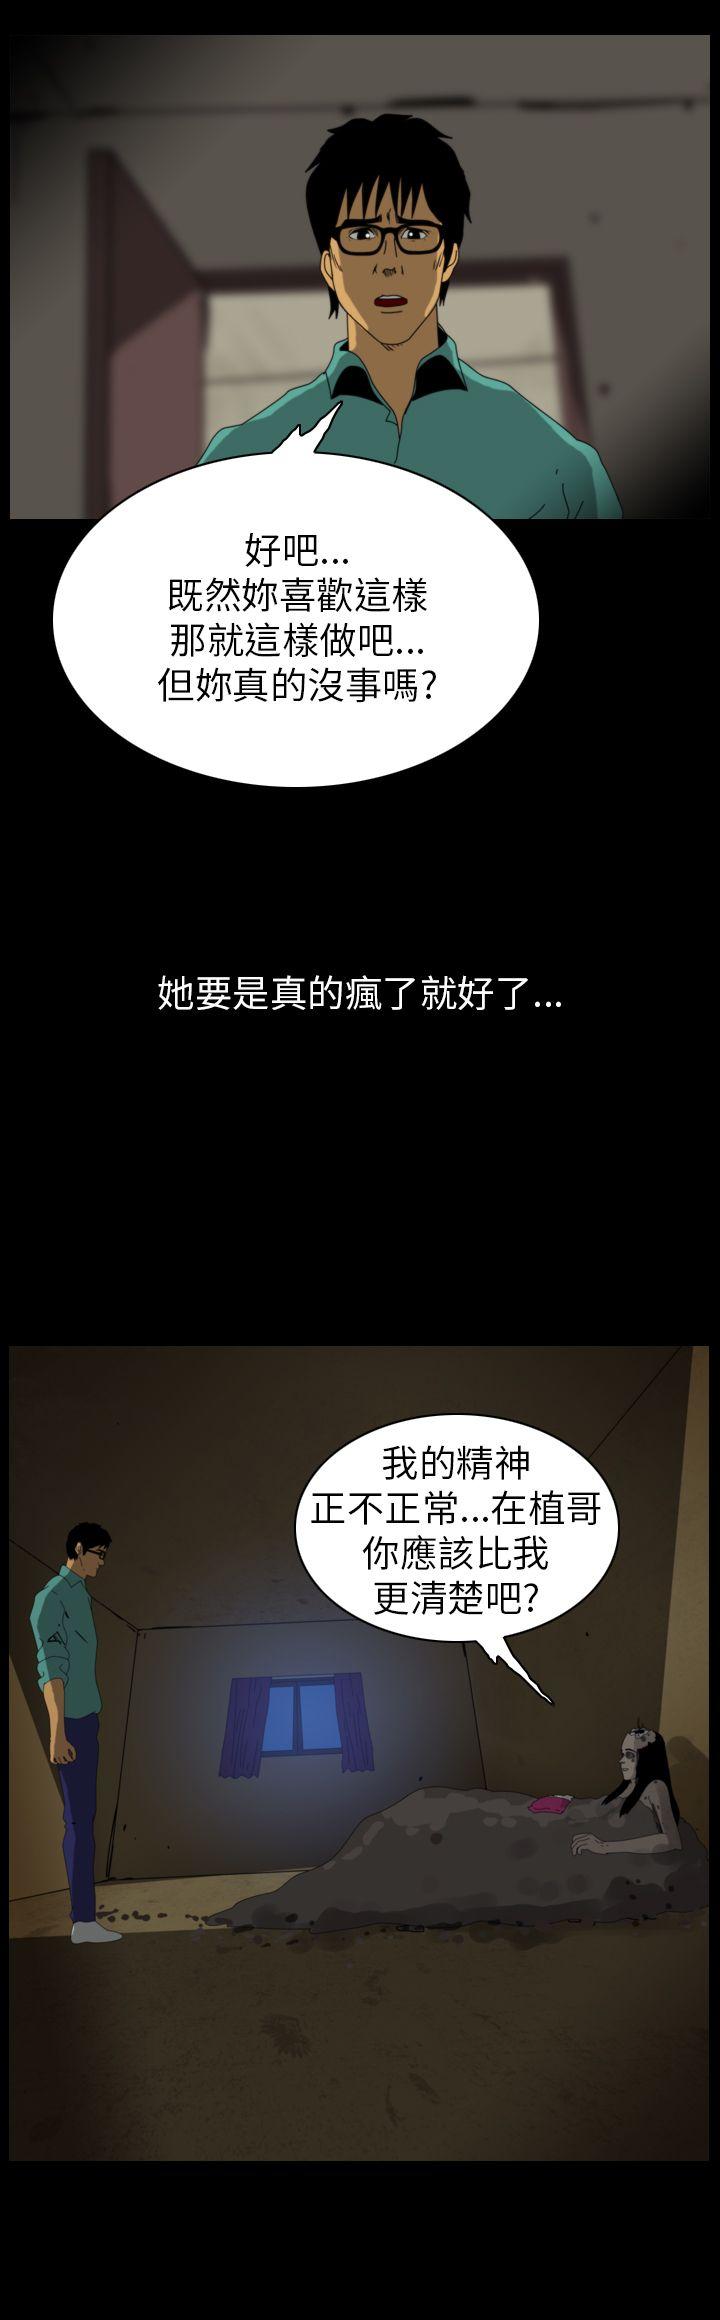 好吧...
既然妳喜歡這樣
那就這樣做吧...
但妳真的沒事嗎?
她要是真的瘋了就好了...
我的精神
正不正常...在植哥
你應該比我
更清楚吧?